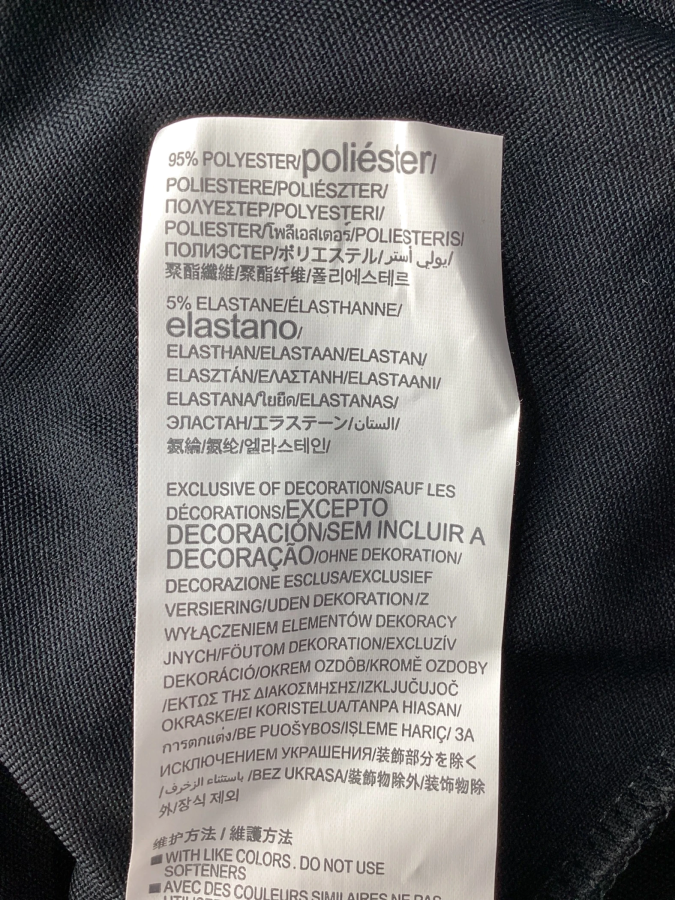 95% POLYESTER/poliéster/
POLIESTERE/POLIÉSZTER/
ΠΟΛΥΕΣΤΕΡ/POLYESTERI/
POLIESTER/โพลีเอสเตอร์/POLIESTERIS/
ПОЛИЭСТЕР/ポリエステル/بولي أستر/
聚酯纖維/聚酯纤维/폴리에스테르
5% ELASTANE/ÉLASTHANNE/
elastano/
ELASTHAN/ELASTAAN/ELASTAN/
ELASZTÁN/ΕΛΑΣΤΑΝΗ/ELASTAANI/
ELASTANA/ใยยืด/ELASTANAS/
ЭЛАСТАН/エラステーン/الستان/
氨綸/氨纶/엘라스테인/
EXCLUSIVE OF DECORATION/SAUF LES
DÉCORATIONS/EXCEPTO
DECORACIÓN/SEM INCLUIR A
DECORAÇÃO/OHNE DEKORATION/
DECORAZIONE ESCLUSA/EXCLUSIEF
VERSIERING/UDEN DEKORATION/Z
WYŁĄCZENIEM ELEMENTÓW DEKORACY
JNYCH/FÖUTOM DEKORATION/EXCLUZÍV
DEKORÁCIÓ/OKREM OZDÔB/KROMĚ OZDOBY
/ΕΚΤΟΣ ΤΗΣ ΔΙΑΚΟΣΜΗΣΗΣ/IZKLJUČUJOČ
OKRASKE/EI KORISTELUA/TANPA HIASAN/
การตกแต่ง/BE PUOŠYBOS/IŞLEME HARIÇ/ ЗА
ИСКЛЮЧЕНИЕМ УКРАШЕНИЯ/装飾部分を除く
/باستثناء الزخرف/BEZ UKRASA/裝飾物除外/装饰物除
外/장식 제외
维护方法 / 維護方法
WITH LIKE COLORS. DO NOT USE
SOFTENERS
AVEC DES COULEURS SIMILAIRES NE PAS